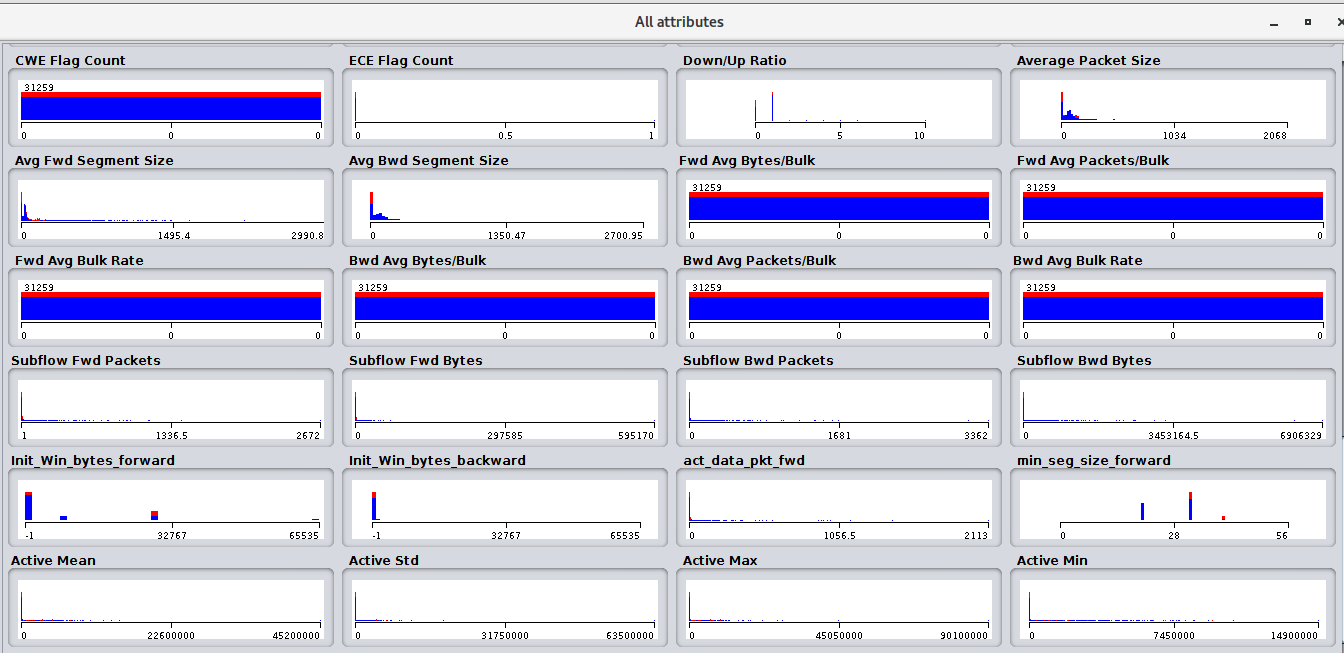 All attributes
CWE Flag Count ECE Flag Count Down/Up Ratio Average Packet Size
31259
0 0 0 0 0.5 1 0 5 10 0 1034 2068
Avg Fwd Segment Size Avg Bwd Segment Size Fwd Avg Bytes/Bulk Fwd Avg Packets/Bulk
31259 31259
0 1495.4 2990.8 0 1350.47 2700.95 0 0 0 0 0 0
Fwd Avg Bulk Rate Bwd Avg Bytes/Bulk Bwd Avg Packets/Bulk Bwd Avg Bulk Rate
31259 31259 31259 31259
0 0 0 0 0 0 0 0 0 0 0 0
Subflow Fwd Packets Subflow Fwd Bytes Subflow Bwd Packets Subflow Bwd Bytes
1 1336.5 2672 0 297585 595170 0 1681 3362 0 3453164.5 6906329
Init_Win_bytes_forward Init_Win_bytes_backward act_data_pkt_fwd min_seg_size_forward
-1 32767 65535 -1 32767 65535 0 1056.5 2113 0 28 56
Active Mean Active Std Active Max Active Min
0 22600000 45200000 0 31750000 63500000 0 45050000 90100000 0 7450000 14900000